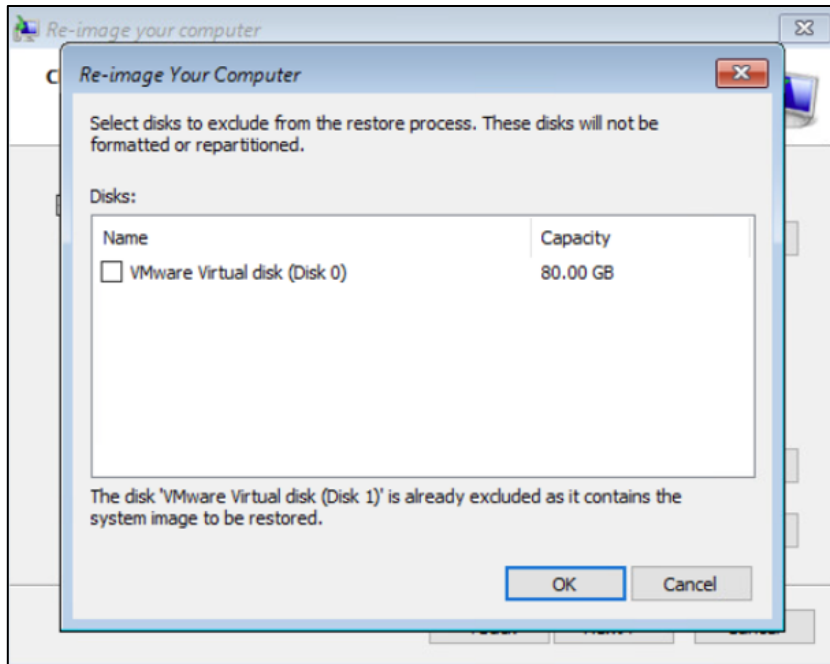 Re-image your computer
Re-image Your Computer
Select disks to exclude from the restore process. These disks will not be
formatted or repartitioned.
Disks:
Name Capacity
VMware Virtual disk (Disk 0) 80.00 GB
The disk 'VMware Virtual disk (Disk 1)' is already excluded as it contains the
system image to be restored.
OK Cancel